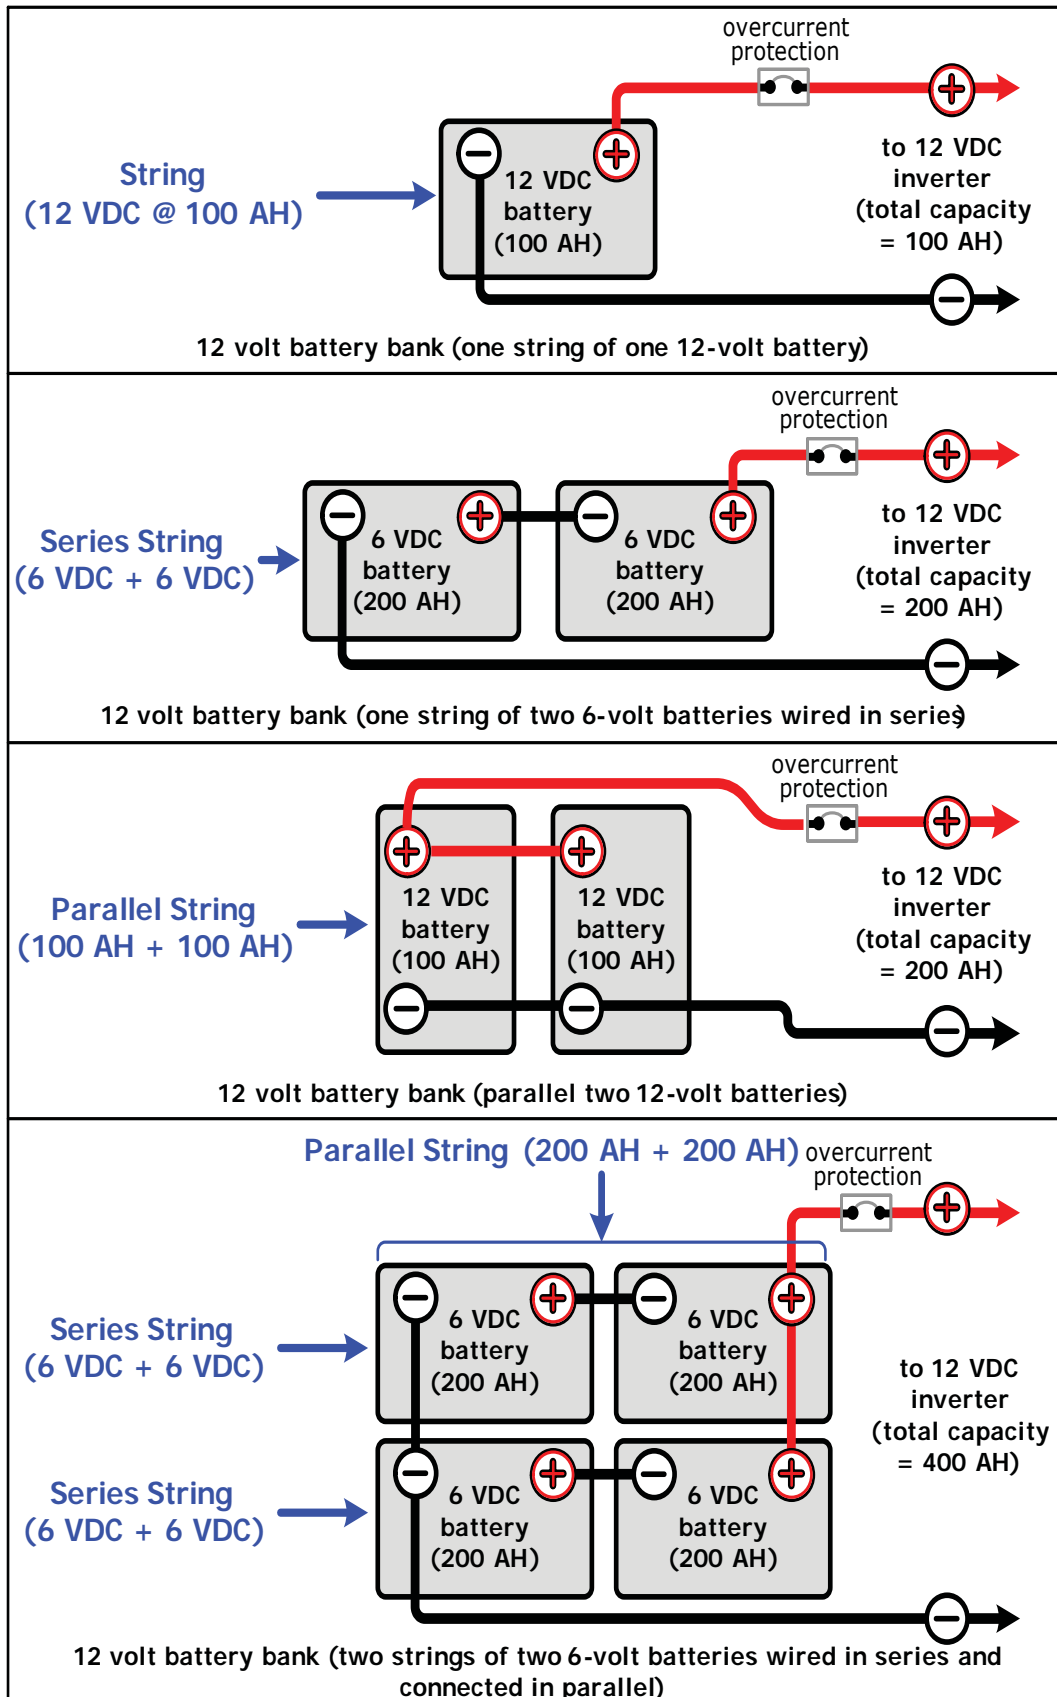 overcurrent
protection
+
−
+
String
(12 VDC @ 100 AH)
12 VDC
battery
(100 AH)
to 12 VDC
inverter
(total capacity
= 100 AH)
−
12 volt battery bank (one string of one 12-volt battery)
overcurrent
protection
+
−
+
−
+
Series String
(6 VDC + 6 VDC)
6 VDC
battery
(200 AH)
6 VDC
battery
(200 AH)
to 12 VDC
inverter
(total capacity
= 200 AH)
−
12 volt battery bank (one string of two 6-volt batteries wired in series)
overcurrent
protection
+
+
+
Parallel String
(100 AH + 100 AH)
12 VDC
battery
(100 AH)
12 VDC
battery
(100 AH)
to 12 VDC
inverter
(total capacity
= 200 AH)
−
−
−
12 volt battery bank (parallel two 12-volt batteries)
Parallel String (200 AH + 200 AH)
overcurrent
protection
+
−
+
−
+
Series String
(6 VDC + 6 VDC)
6 VDC
battery
(200 AH)
6 VDC
battery
(200 AH)
to 12 VDC
inverter
(total capacity
= 400 AH)
−
+
−
+
Series String
(6 VDC + 6 VDC)
6 VDC
battery
(200 AH)
6 VDC
battery
(200 AH)
−
12 volt battery bank (two strings of two 6-volt batteries wired in series and
connected in parallel)